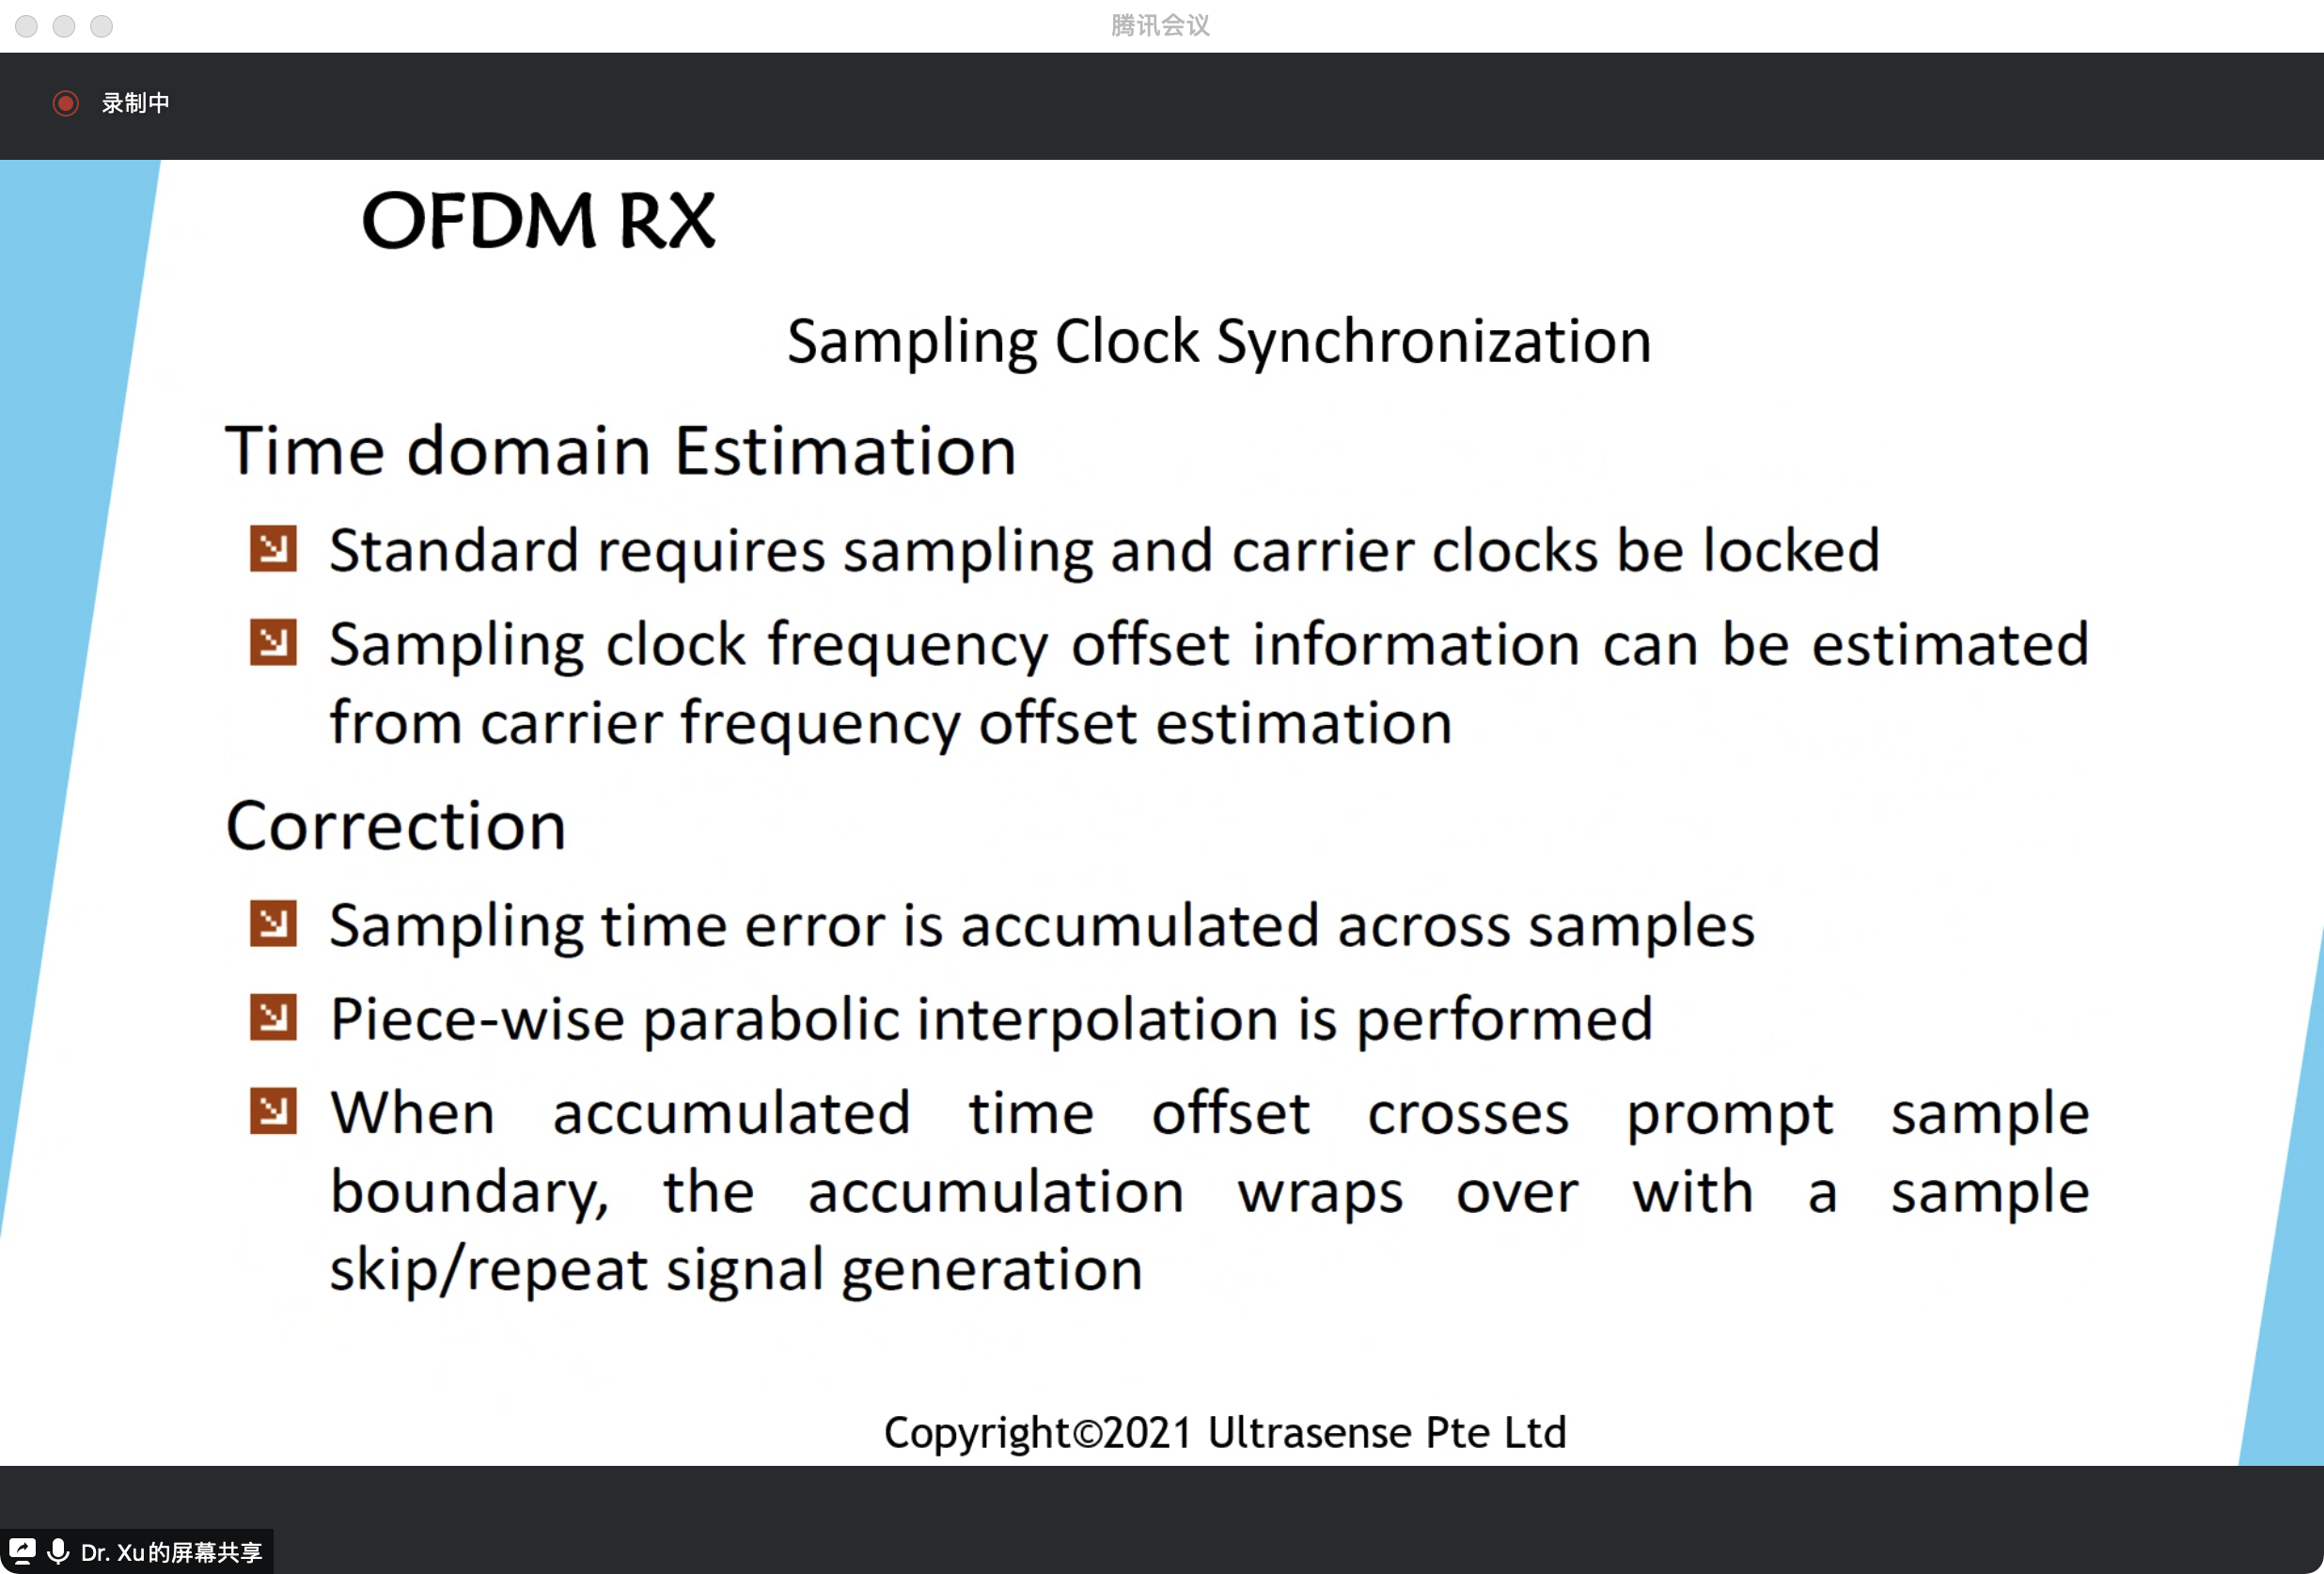 腾讯会议
录制中
OFDM RX
Sampling Clock Synchronization
Time domain Estimation
Standard requires sampling and carrier clocks be locked
Sampling clock frequency offset information can be estimated
from carrier frequency offset estimation
Correction
Sampling time error is accumulated across samples
Piece-wise parabolic interpolation is performed
When accumulated time offset crosses prompt sample
boundary, the accumulation wraps over with a sample
skip/repeat signal generation
Copyright©2021 Ultrasense Pte Ltd
Dr. Xu的屏幕共享